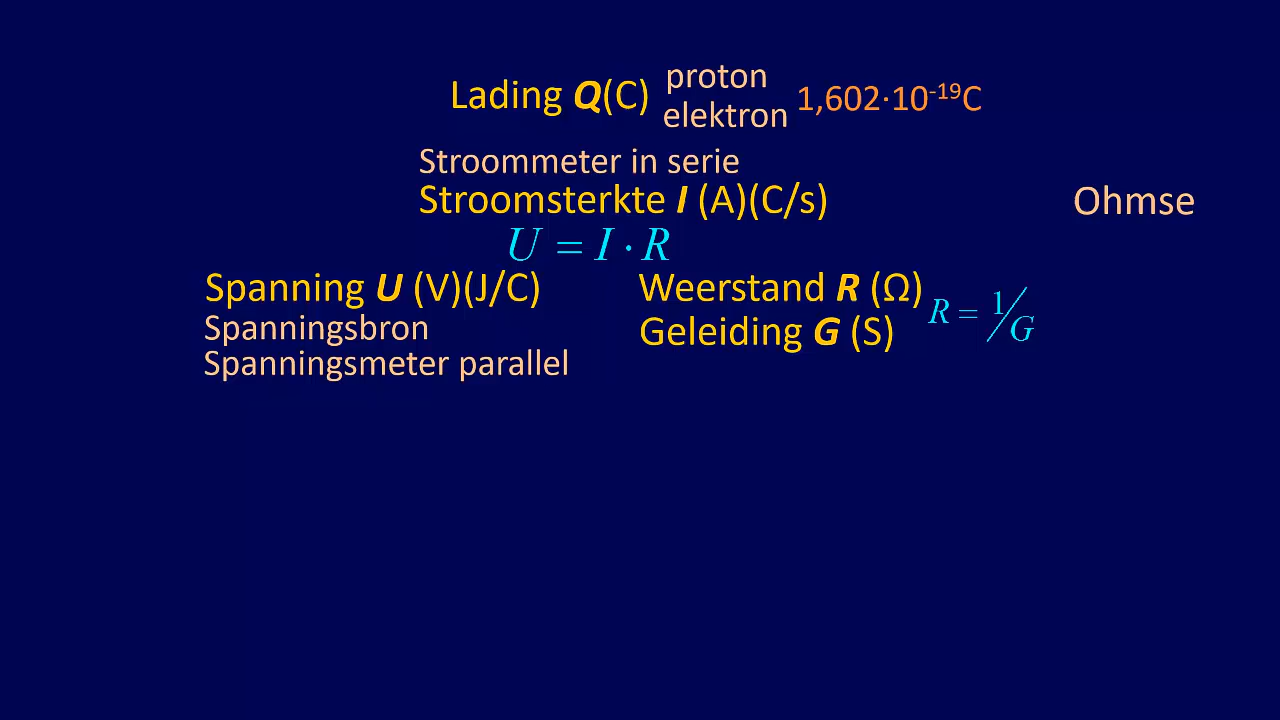 Lading Q(C) proton
elektron 1,602·10⁻¹⁹C
Stroommeter in serie
Stroomsterkte I (A)(C/s)
Ohmse
U = I · R
Spanning U (V)(J/C)
Weerstand R (Ω)
Spanningsbron
Geleiding G (S)
R = 1/G
Spanningsmeter parallel